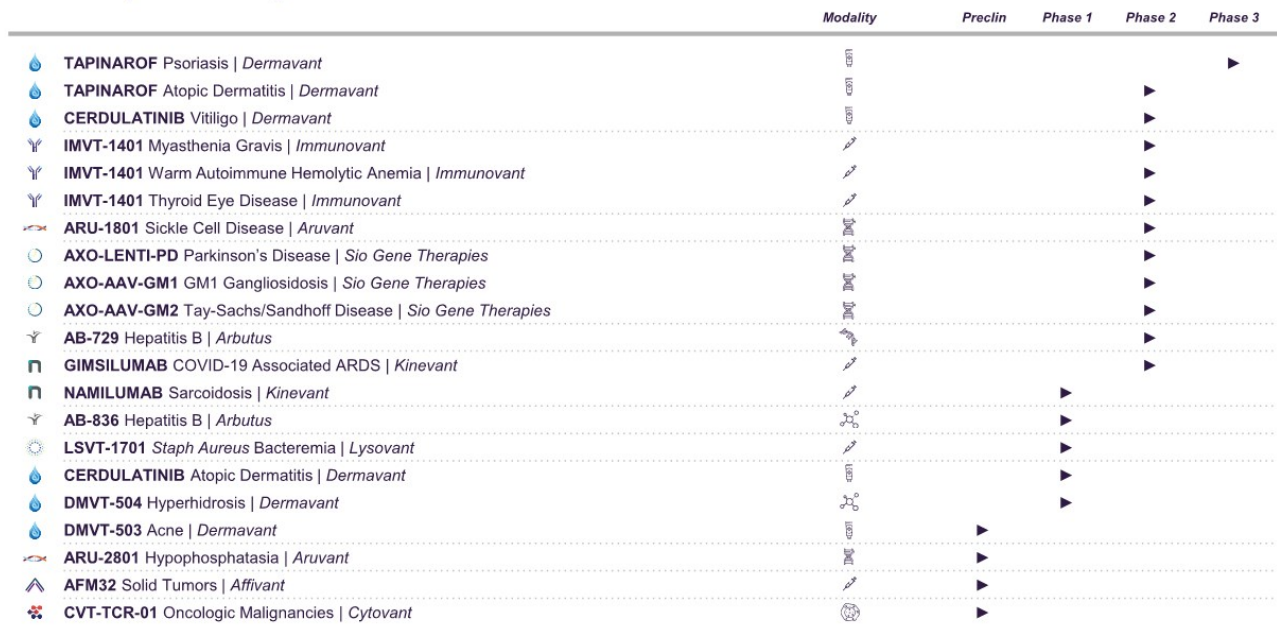 Modality Preclin Phase 1 Phase 2 Phase 3
TAPINAROF Psoriasis | Dermavant
TAPINAROF Atopic Dermatitis | Dermavant
CERDULATINIB Vitiligo | Dermavant
IMVT-1401 Myasthenia Gravis | Immunovant
IMVT-1401 Warm Autoimmune Hemolytic Anemia | Immunovant
IMVT-1401 Thyroid Eye Disease | Immunovant
ARU-1801 Sickle Cell Disease | Aruvant
AXO-LENTI-PD Parkinson's Disease | Sio Gene Therapies
AXO-AAV-GM1 GM1 Gangliosidosis | Sio Gene Therapies
AXO-AAV-GM2 Tay-Sachs/Sandhoff Disease | Sio Gene Therapies
AB-729 Hepatitis B | Arbutus
GIMSILUMAB COVID-19 Associated ARDS | Kinevant
NAMILUMAB Sarcoidosis | Kinevant
AB-836 Hepatitis B | Arbutus
LSVT-1701 Staph Aureus Bacteremia | Lysovant
CERDULATINIB Atopic Dermatitis | Dermavant
DMVT-504 Hyperhidrosis | Dermavant
DMVT-503 Acne | Dermavant
ARU-2801 Hypophosphatasia | Aruvant
AFM32 Solid Tumors | Affivant
CVT-TCR-01 Oncologic Malignancies | Cytovant